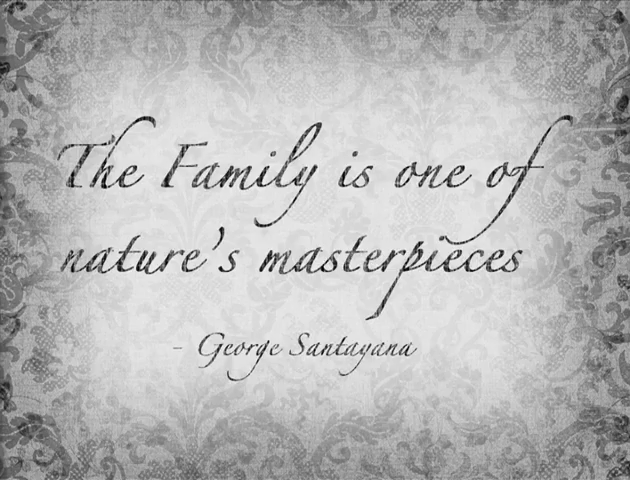 The Family is one of
nature's masterpieces
- George Santayana